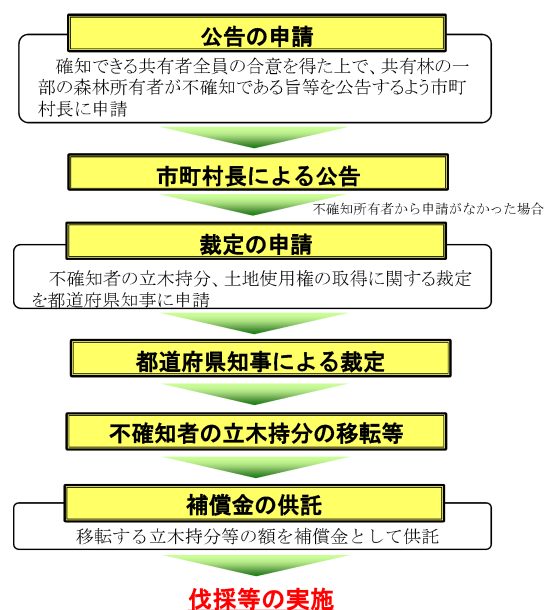 公告の申請
確知できる共有者全員の合意を得た上で、共有林の一
部の森林所有者が不確知である旨等を公告するよう市町
村長に申請
市町村長による公告
不確知所有者から申請がなかった場合
裁定の申請
不確知者の立木持分、土地使用権の取得に関する裁定
を都道府県知事に申請
都道府県知事による裁定
不確知者の立木持分の移転等
補償金の供託
移転する立木持分等の額を補償金として供託
伐採等の実施